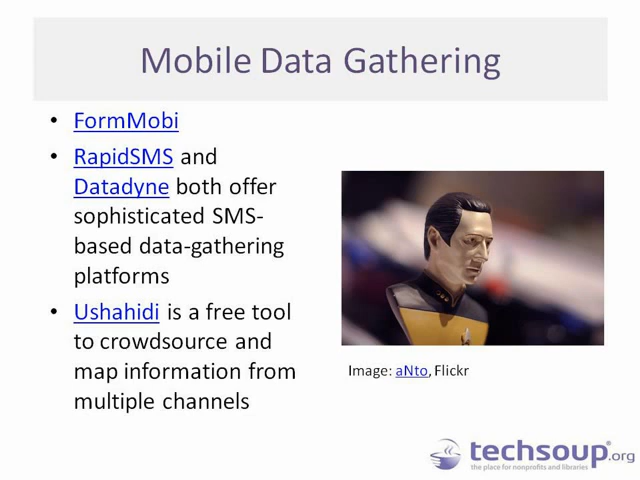 Mobile Data Gathering
• FormMobi
• RapidSMS and
Datadyne both offer
sophisticated SMS-
based data-gathering
platforms
• Ushahidi is a free tool
to crowdsource and
map information from
multiple channels
Image: aNto, Flickr
techsoup.org
the place for nonprofits and libraries